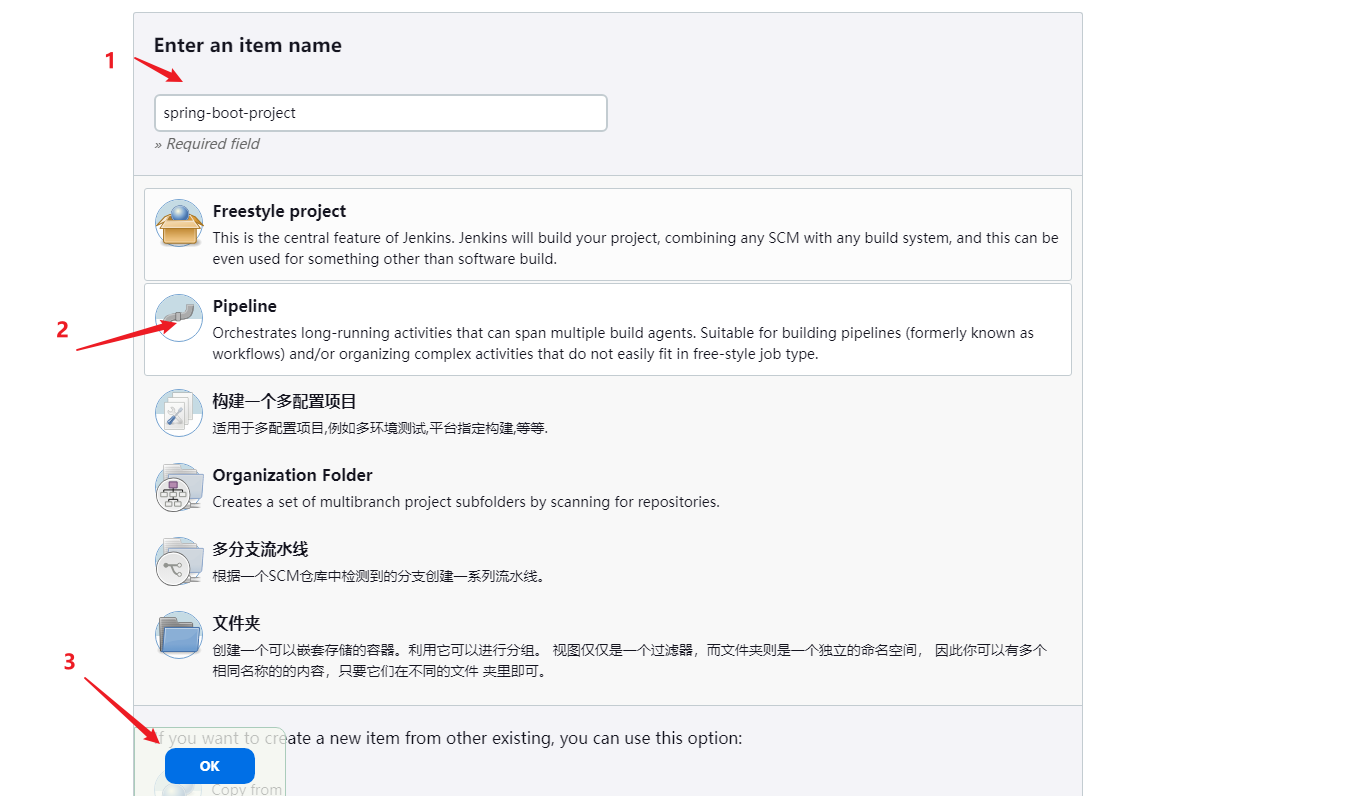 Enter an item name
1
spring-boot-project
» Required field
Freestyle project
This is the central feature of Jenkins. Jenkins will build your project, combining any SCM with any build system, and this can be
even used for something other than software build.
Pipeline
2
Orchestrates long-running activities that can span multiple build agents. Suitable for building pipelines (formerly known as
workflows) and/or organizing complex activities that do not easily fit in free-style job type.
构建一个多配置项目
适用于多配置项目,例如多环境测试,平台指定构建,等等.
Organization Folder
Creates a set of multibranch project subfolders by scanning for repositories.
多分支流水线
根据一个SCM仓库中检测到的分支创建一系列流水线。
文件夹
创建一个可以嵌套存储的容器。利用它可以进行分组。 视图仅仅是一个过滤器，而文件夹则是一个独立的命名空间， 因此你可以有多个
相同名称的的内容，只要它们在不同的文件 夹里即可。
3
If you want to create a new item from other existing, you can use this option:
OK
Copy from